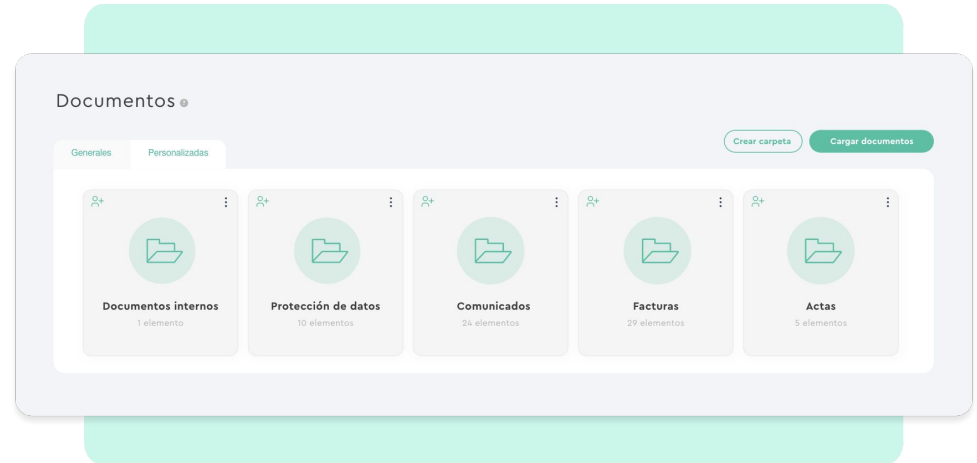 Documentos ?
Crear carpeta
Cargar documentos
Generales
Personalizadas
Documentos internos
1 elemento
Protección de datos
10 elementos
Comunicados
24 elementos
Facturas
29 elementos
Actas
5 elementos